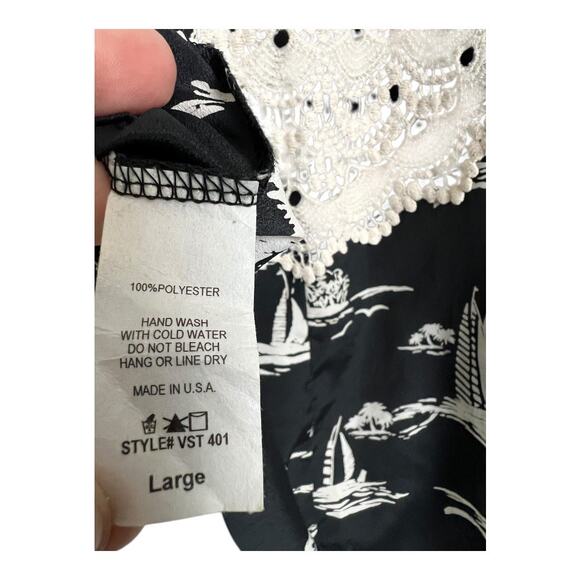 100%POLYESTER
HAND WASH
WITH COLD WATER
DO NOT BLEACH
HANG OR LINE DRY
MADE IN U.S.A.
STYLE# VST 401
Large